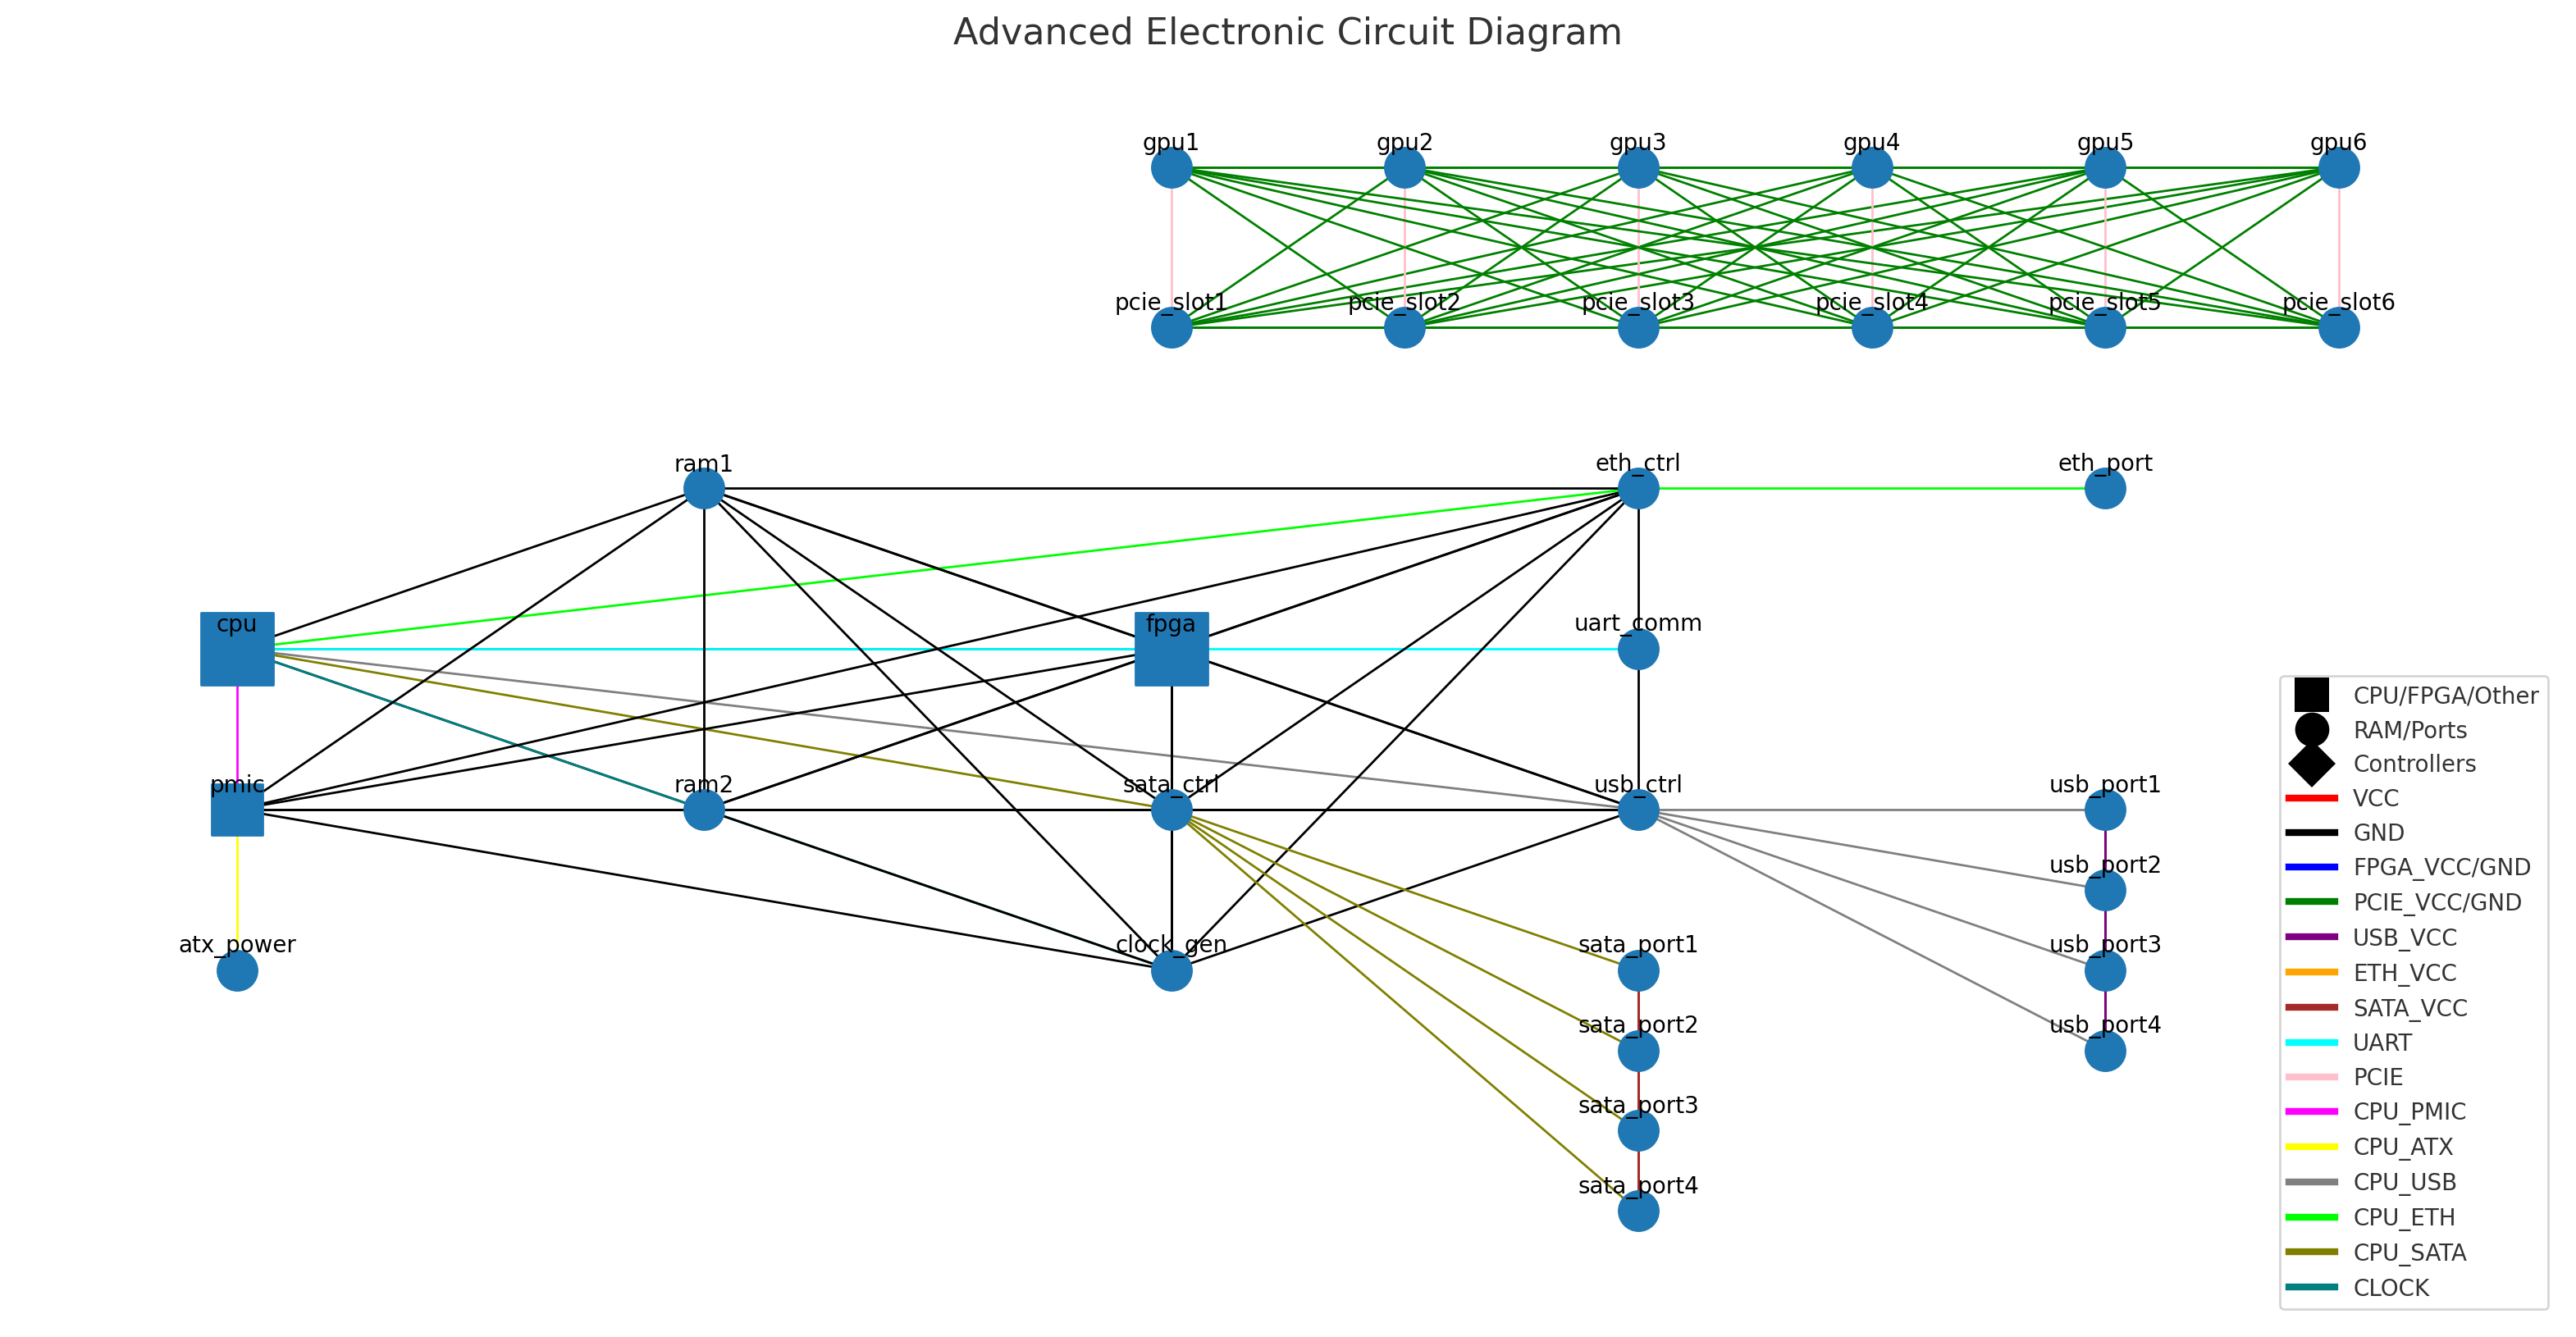 Advanced Electronic Circuit Diagram
gpu1 gpu2 gpu3 gpu4 gpu5 gpu6
pcie_slot1 pcie_slot2 pcie_slot3 pcie_slot4 pcie_slot5 pcie_slot6
ram1 eth_ctrl eth_port
cpu fpga uart_comm
pmic ram2 sata_ctrl usb_ctrl usb_port1
usb_port2
atx_power clock_gen sata_port1 usb_port3
sata_port2 usb_port4
sata_port3
sata_port4
CPU/FPGA/Other
RAM/Ports
Controllers
VCC
GND
FPGA_VCC/GND
PCIE_VCC/GND
USB_VCC
ETH_VCC
SATA_VCC
UART
PCIE
CPU_PMIC
CPU_ATX
CPU_USB
CPU_ETH
CPU_SATA
CLOCK